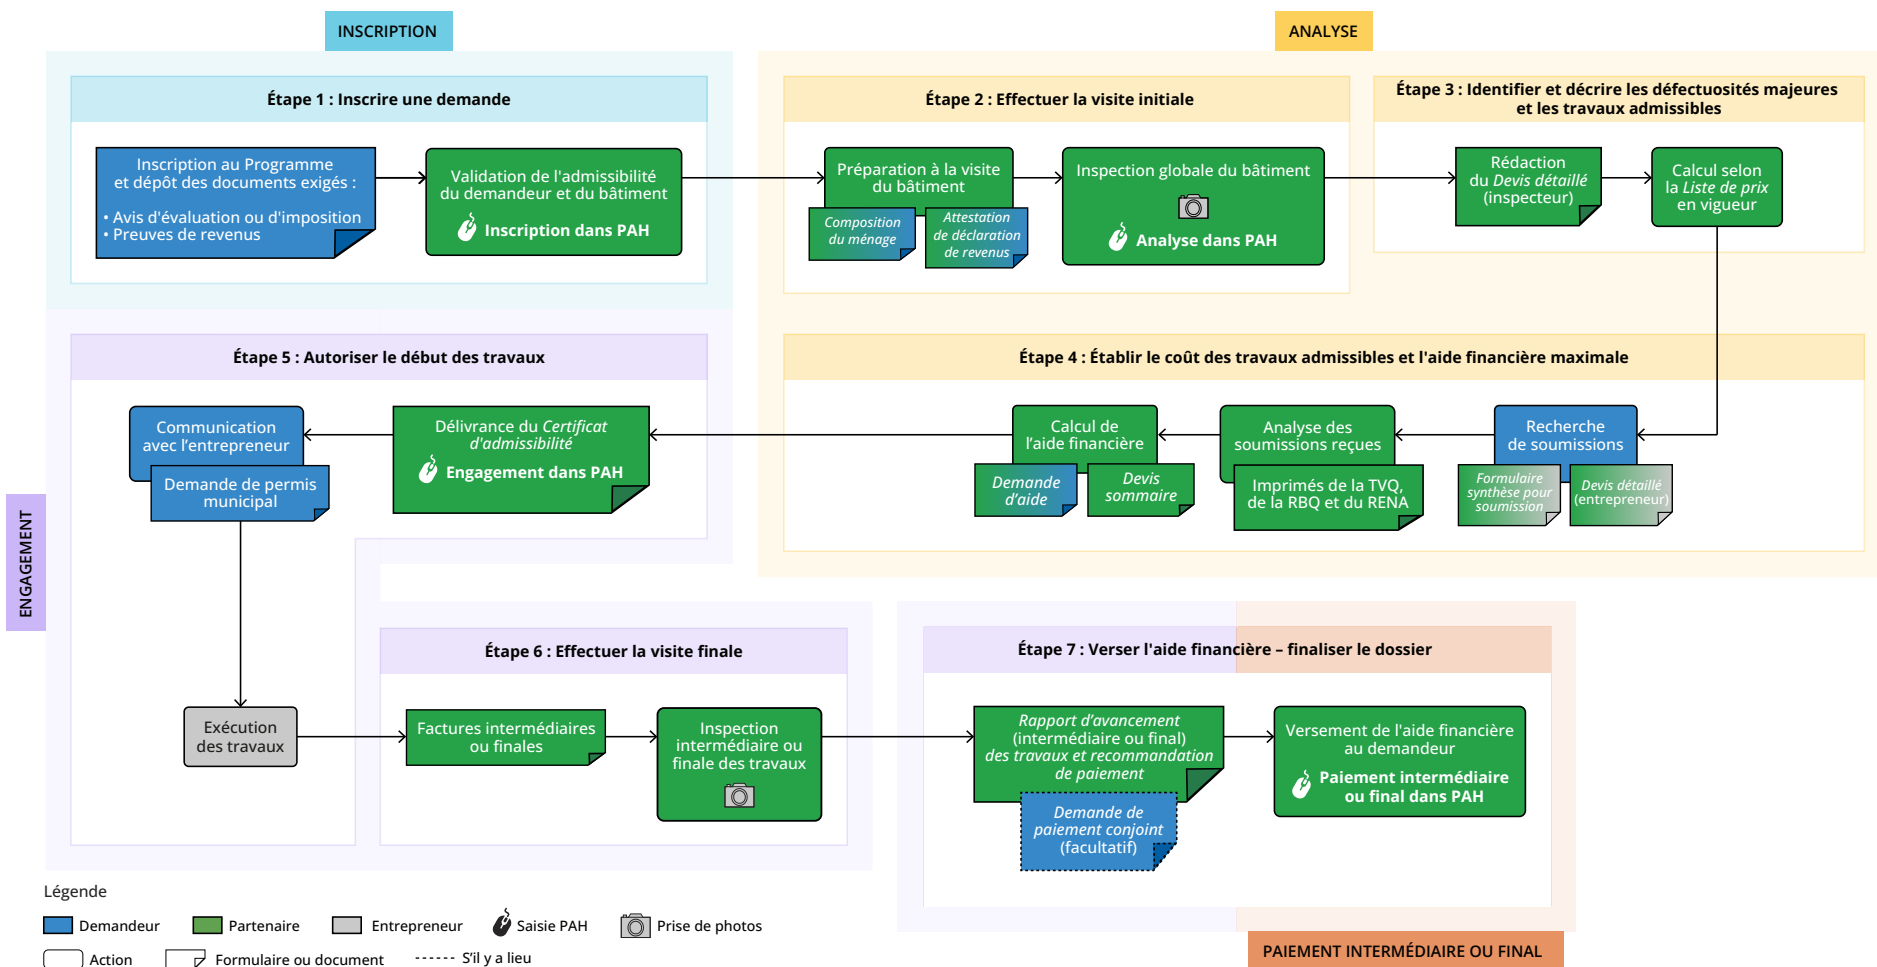 INSCRIPTION
ANALYSE
Étape 1 : Inscrire une demande
Inscription au Programme
et dépôt des documents exigés :
• Avis d'évaluation ou d'imposition
• Preuves de revenus
Validation de l'admissibilité
du demandeur et du bâtiment
Inscription dans PAH
Étape 2 : Effectuer la visite initiale
Préparation à la visite
du bâtiment
Composition
du ménage
Attestation
de déclaration
de revenus
Inspection globale du bâtiment
Analyse dans PAH
Étape 3 : Identifier et décrire les défectuosités majeures
et les travaux admissibles
Rédaction
du Devis détaillé
(inspecteur)
Calcul selon
la Liste de prix
en vigueur
Étape 4 : Établir le coût des travaux admissibles et l'aide financière maximale
Recherche
de soumissions
Formulaire
synthèse pour
soumission
Devis détaillé
(entrepreneur)
Analyse des
soumissions reçues
Imprimés de la TVQ,
de la RBQ et du RENA
Calcul de
l'aide financière
Demande
d'aide
Devis
sommaire
ENGAGEMENT
Étape 5 : Autoriser le début des travaux
Délivrance du Certificat
d'admissibilité
Engagement dans PAH
Communication
avec l'entrepreneur
Demande de permis
municipal
Exécution
des travaux
Étape 6 : Effectuer la visite finale
Factures intermédiaires
ou finales
Inspection
intermédiaire ou
finale des travaux
Étape 7 : Verser l'aide financière – finaliser le dossier
Rapport d'avancement
(intermédiaire ou final)
des travaux et recommandation
de paiement
Demande de
paiement conjoint
(facultatif)
Versement de l'aide financière
au demandeur
Paiement intermédiaire
ou final dans PAH
PAIEMENT INTERMÉDIAIRE OU FINAL
Légende
Demandeur
Partenaire
Entrepreneur
Saisie PAH
Prise de photos
Action
Formulaire ou document
S'il y a lieu